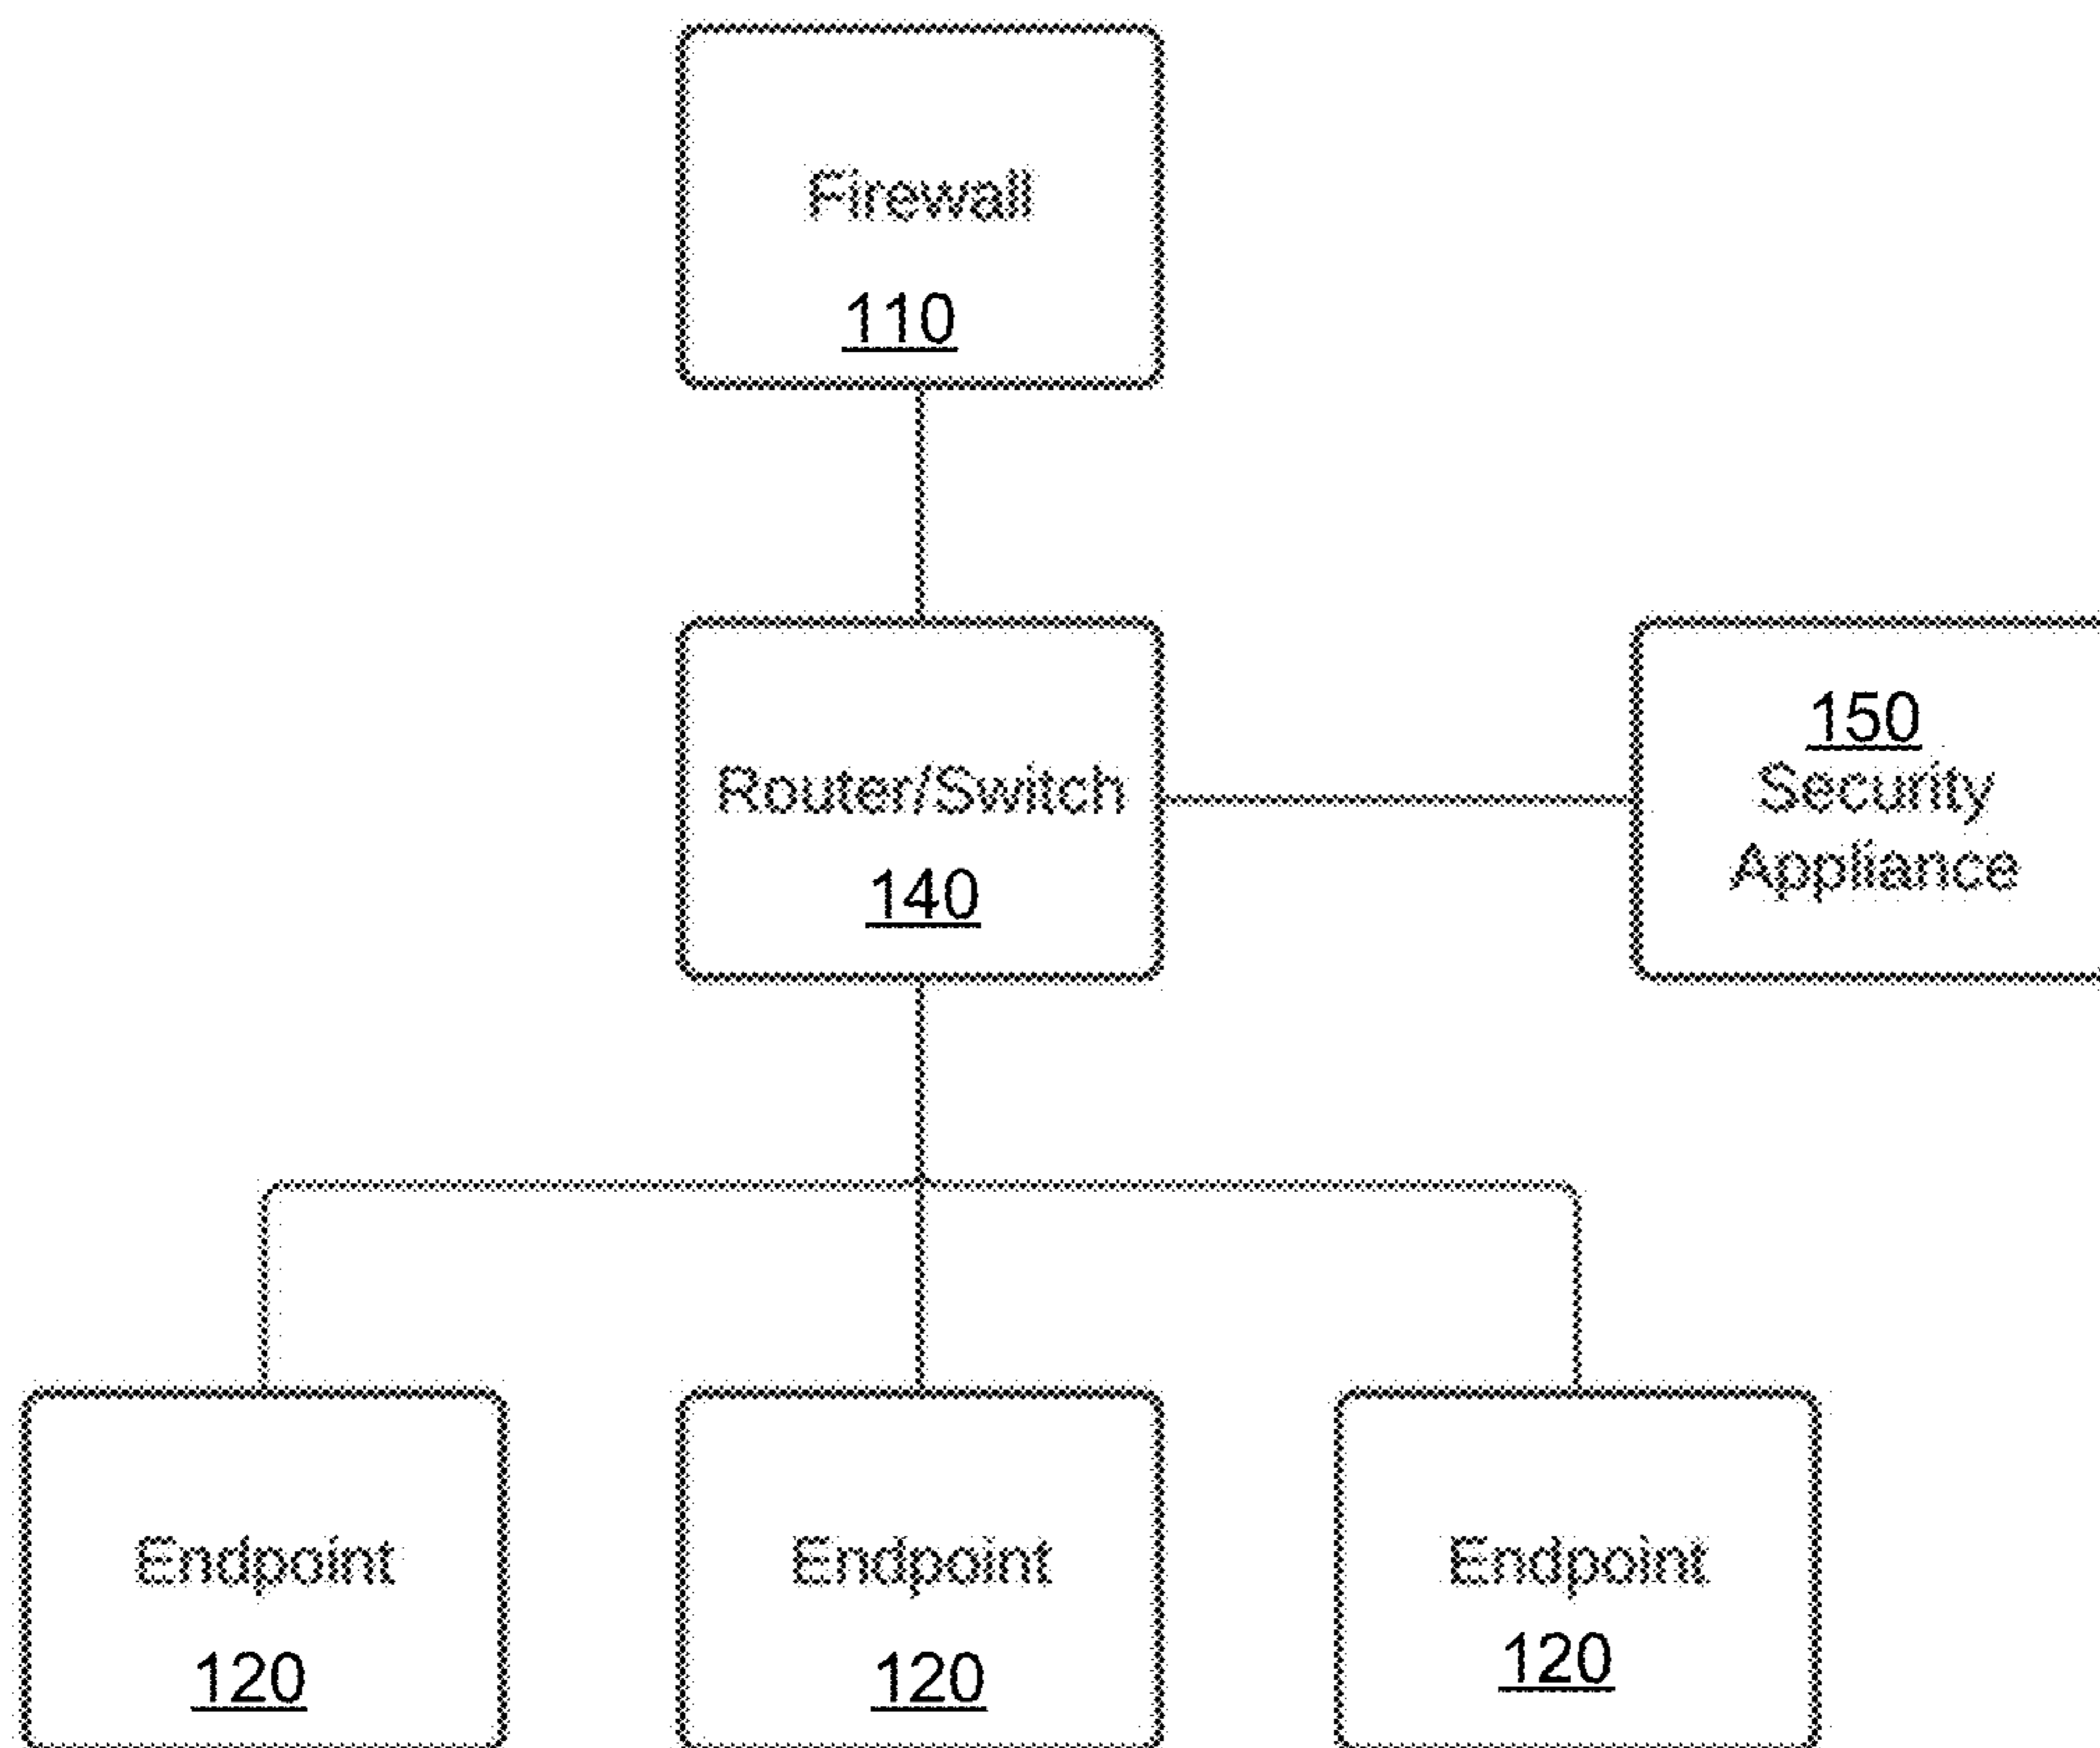 Firewall
110
Router/Switch
140
150
Security
Appliance
Endpoint
120
Endpoint
120
Endpoint
120